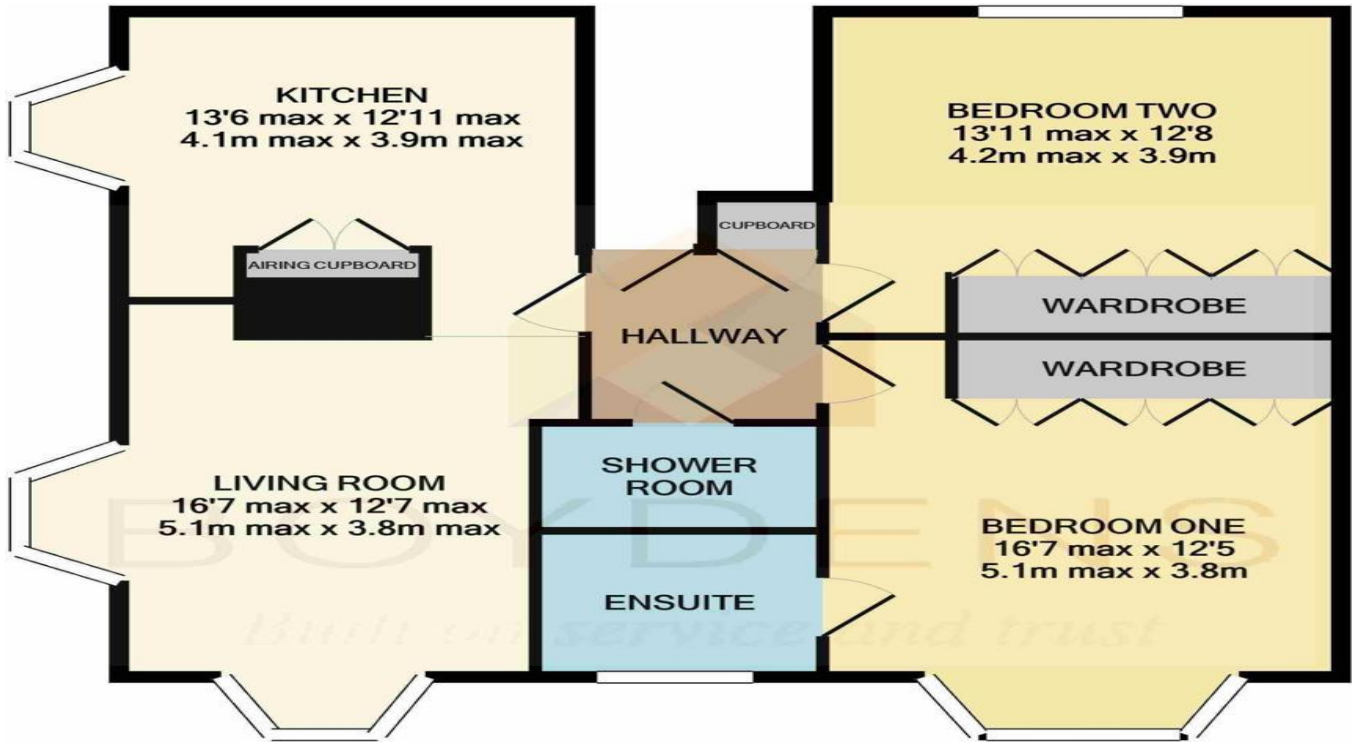 KITCHEN
13'6 max x 12'11 max
4.1m max x 3.9m max
BEDROOM TWO
13'11 max x 12'8
4.2m max x 3.9m
CUPBOARD
AIRING CUPBOARD
WARDROBE
HALLWAY
WARDROBE
LIVING ROOM
16'7 max x 12'7 max
5.1m max x 3.8m max
SHOWER
ROOM
BEDROOM ONE
16'7 max x 12'5
5.1m max x 3.8m
ENSUITE
BOYDENS
Built on service and trust